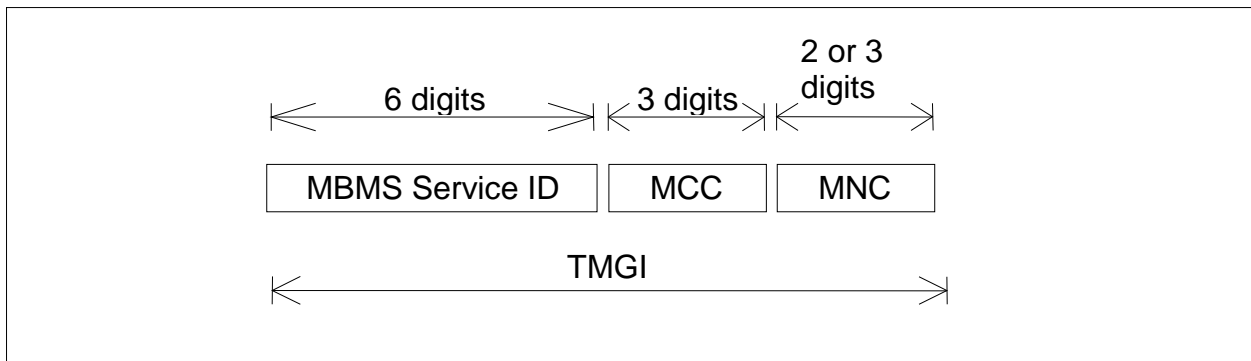 2 or 3
digits
6 digits
3 digits
MBMS Service ID
MCC
MNC
TMGI